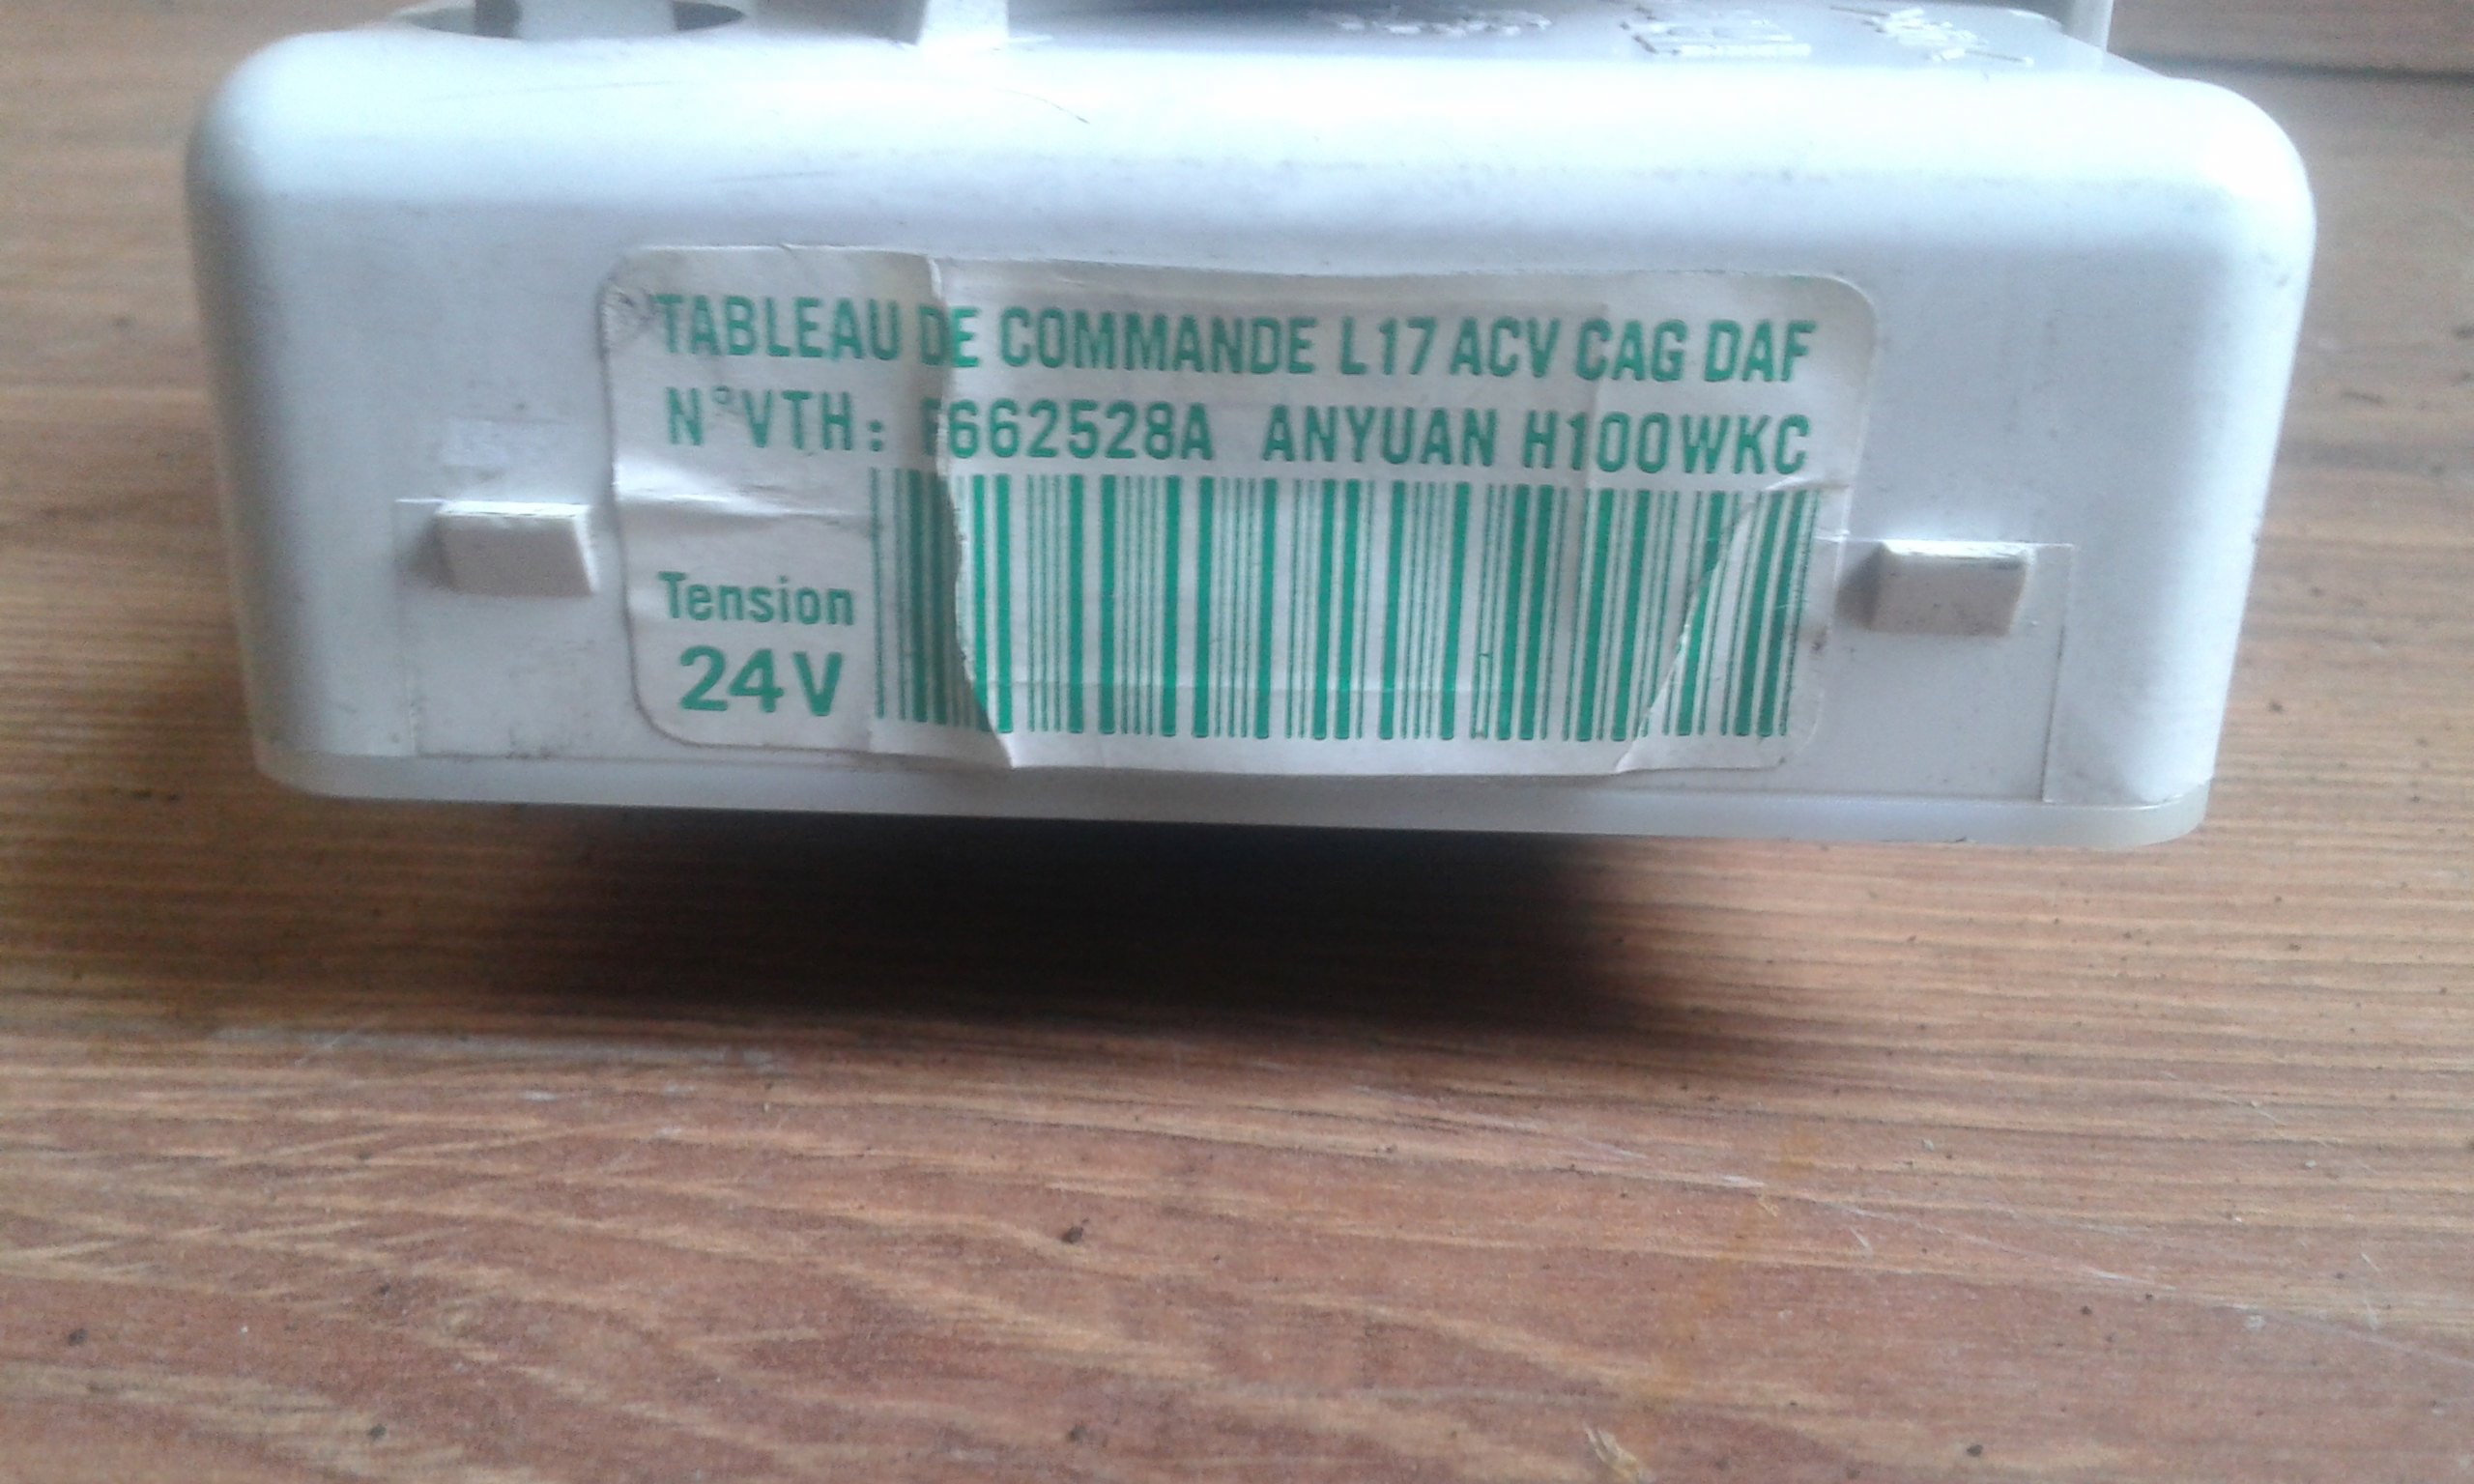 TABLEAU DE COMMANDE L17 ACV CAG DAF
N°VTH: F662528A ANYUAN H100WKC
Tension
24V